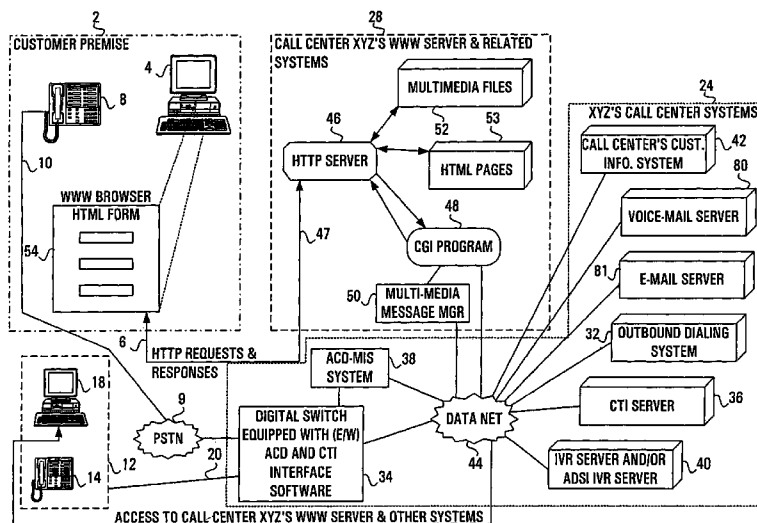 2
CUSTOMER PREMISE
4
8
10
WWW BROWSER
HTML FORM
54
6
HTTP REQUESTS &
RESPONSES
28
CALL CENTER XYZ'S WWW SERVER & RELATED
SYSTEMS
MULTIMEDIA FILES
52
53
46
HTTP SERVER
HTML PAGES
47
48
CGI PROGRAM
50
MULTI-MEDIA
MESSAGE MGR
24
XYZ'S CALL CENTER SYSTEMS
CALL CENTER'S CUST.
INFO. SYSTEM
42
80
VOICE-MAIL SERVER
81
E-MAIL SERVER
32
OUTBOUND DIALING
SYSTEM
CTI SERVER
36
IVR SERVER AND/OR
ADSI IVR SERVER
40
ACD-MIS
SYSTEM
38
DATA NET
44
9
PSTN
DIGITAL SWITCH
EQUIPPED WITH (E/W)
ACD AND CTI
INTERFACE
SOFTWARE
34
18
14
12
20
ACCESS TO CALL-CENTER XYZ'S WWW SERVER & OTHER SYSTEMS